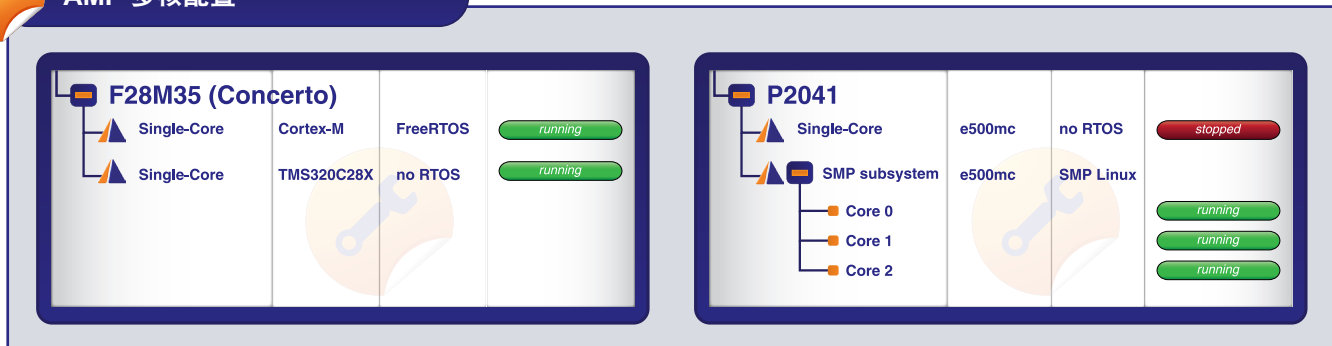 AMP 多核配置
F28M35 (Concerto)
Single-Core Cortex-M FreeRTOS running
Single-Core TMS320C28X no RTOS running
P2041
Single-Core e500mc no RTOS stopped
SMP subsystem e500mc SMP Linux
Core 0 running
Core 1 running
Core 2 running